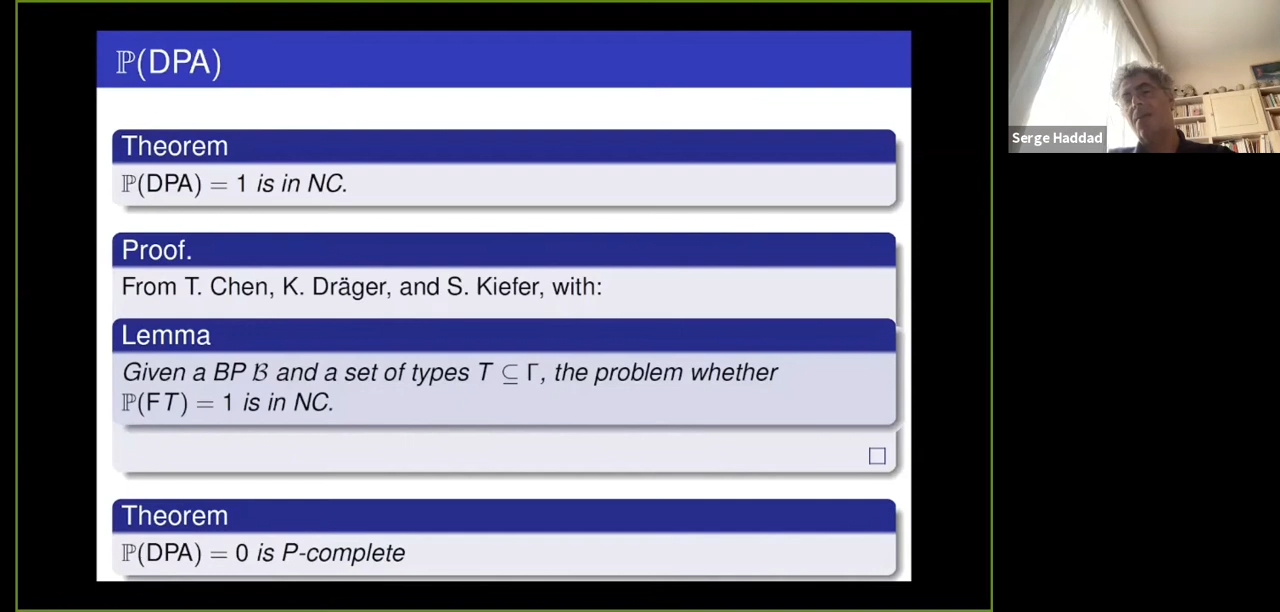 ℙ(DPA)
Theorem
ℙ(DPA) = 1 is in NC.
Proof.
From T. Chen, K. Dräger, and S. Kiefer, with:
Lemma
Given a BP ℬ and a set of types T ⊆ Γ, the problem whether
ℙ(FT) = 1 is in NC.
□
Theorem
ℙ(DPA) = 0 is P-complete
Serge Haddad